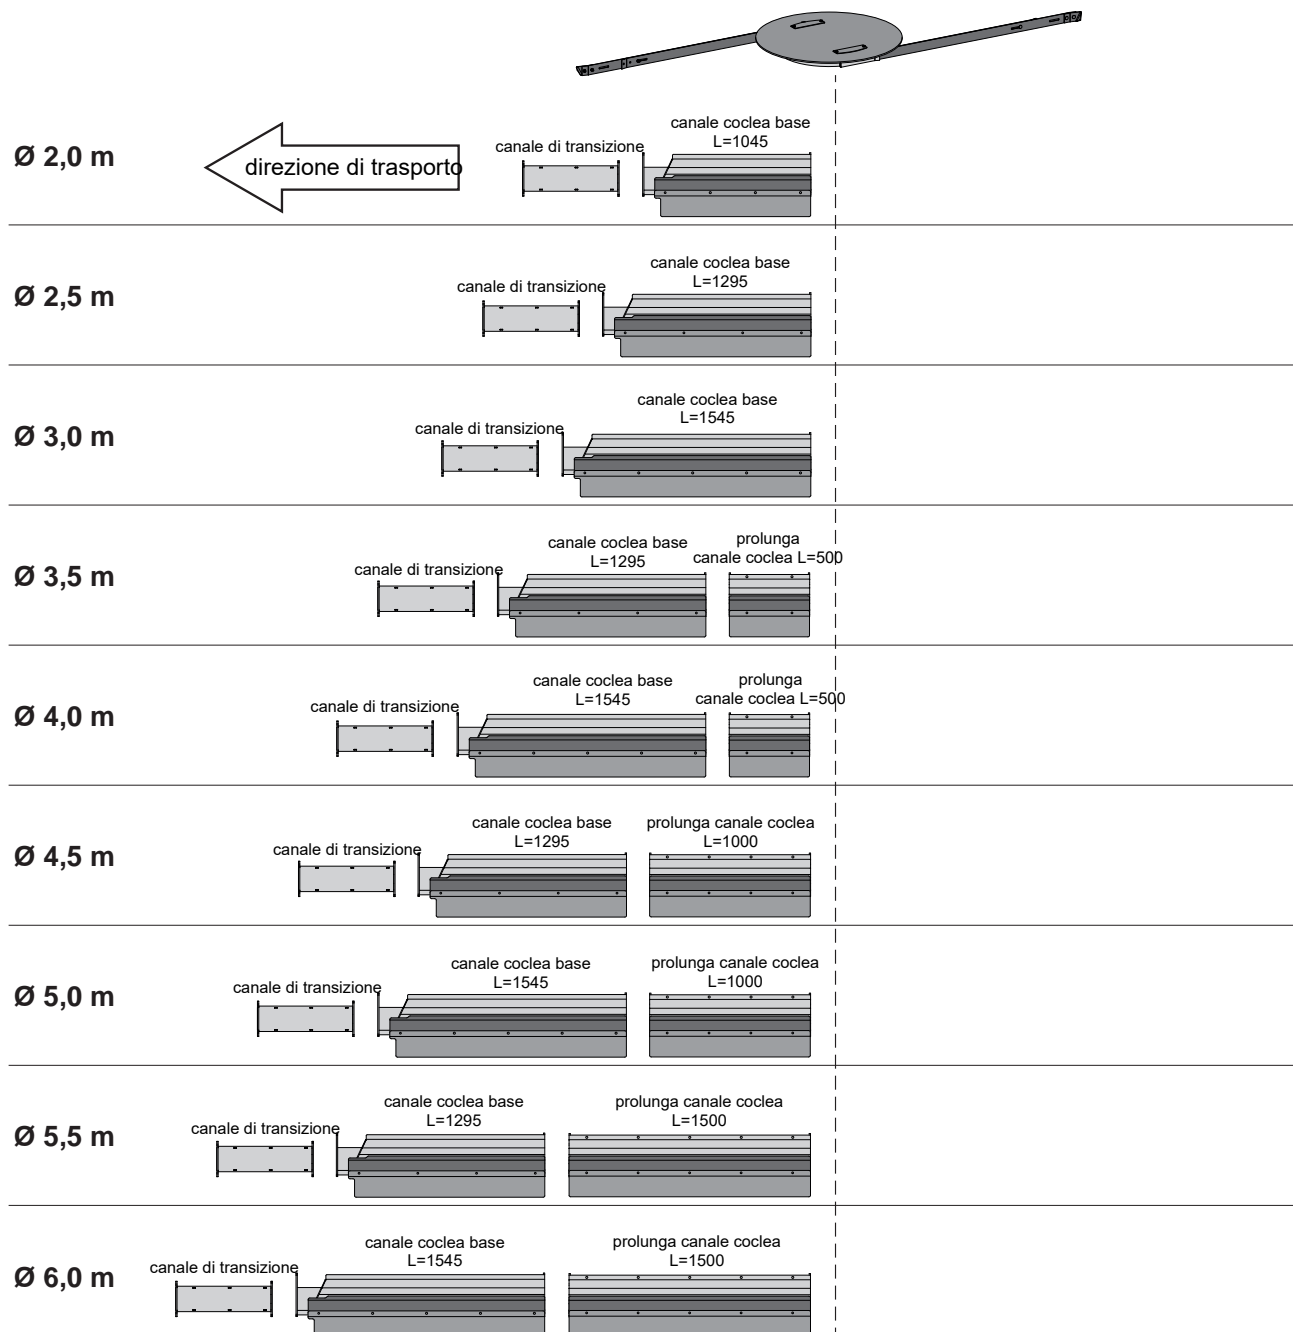 Ø 2,0 m
direzione di trasporto
canale di transizione
canale coclea base
L=1045
Ø 2,5 m
canale di transizione
canale coclea base
L=1295
Ø 3,0 m
canale di transizione
canale coclea base
L=1545
Ø 3,5 m
canale di transizione
canale coclea base
L=1295
prolunga
canale coclea L=500
Ø 4,0 m
canale di transizione
canale coclea base
L=1545
prolunga
canale coclea L=500
Ø 4,5 m
canale di transizione
canale coclea base
L=1295
prolunga canale coclea
L=1000
Ø 5,0 m
canale di transizione
canale coclea base
L=1545
prolunga canale coclea
L=1000
Ø 5,5 m
canale di transizione
canale coclea base
L=1295
prolunga canale coclea
L=1500
Ø 6,0 m
canale di transizione
canale coclea base
L=1545
prolunga canale coclea
L=1500